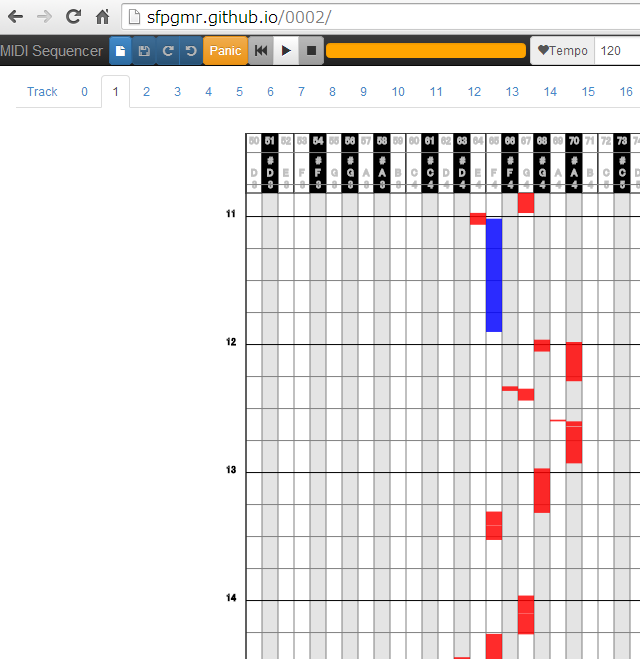 sfpgmr.github.io/0002/
MIDI Sequencer Panic Tempo 120
Track 0 1 2 3 4 5 6 7 8 9 10 11 12 13 14 15 16
50 51 52 53 54 55 56 57 58 59 60 61 62 63 64 65 66 67 68 69 70 71 72 73
D 3 # D 3 E 3 F 3 # F 3 G 3 # G 3 A 3 # A 3 B 3 C 4 # C 4 D 4 # D 4 E 4 F 4 # F 4 G 4 # G 4 A 4 # A 4 B 4 C 5 # C 5
11
12
13
14